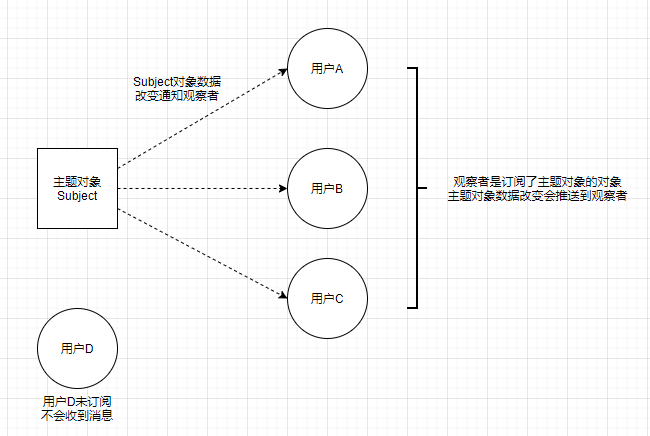 用户A
Subject对象数据
改变通知观察者
主题对象
Subject
用户B
观察者是订阅了主题对象的对象
主题对象数据改变会推送到观察者
用户C
用户D
用户D未订阅
不会收到消息